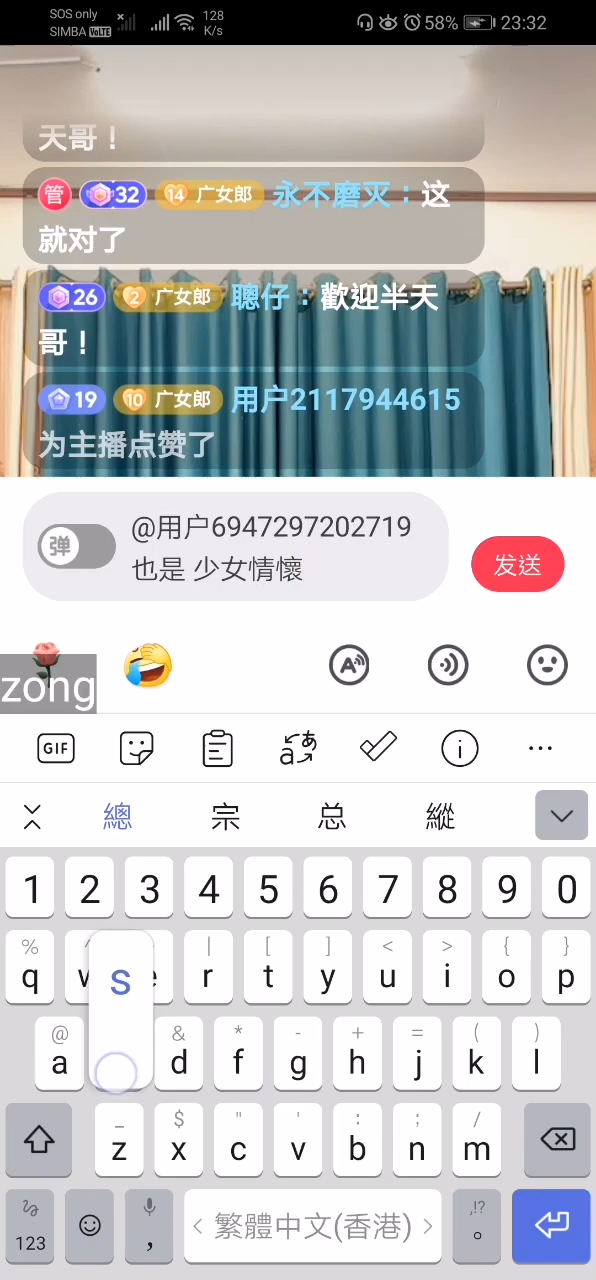 SOS only
SIMBA VoLTE
128
K/s
58%
23:32
天哥！
管 32 14 广女郎 永不磨灭：这
就对了
26 2 广女郎 聰仔：歡迎半天
哥！
19 10 广女郎 用户2117944615
为主播点赞了
弹
@用户6947297202719
也是 少女情懷
发送
zong
GIF
總 宗 总 縱
1 2 3 4 5 6 7 8 9 0
% | [ ] < > { }
q w e r t y u i o p
s
@ & * - + = ( )
a d f g h j k l
_ $ " ' : ; /
z x c v b n m
123 , 繁體中文(香港) ,!? 。